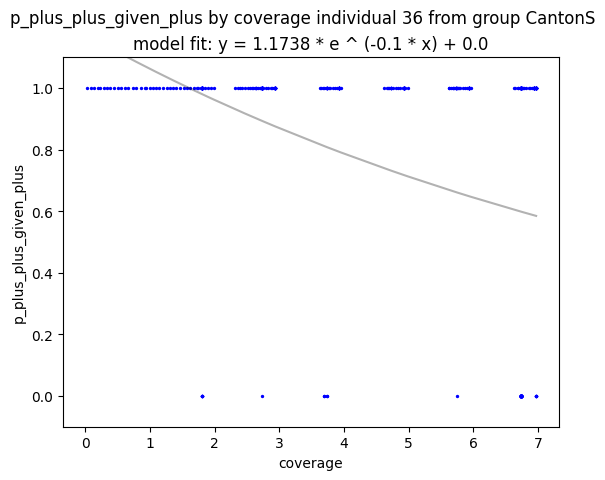 p_plus_plus_given_plus by coverage individual 36 from group CantonS
model fit: y = 1.1738 * e ^ (-0.1 * x) + 0.0
1.0
0.8
0.6
0.4
0.2
0.0
p_plus_plus_given_plus
0 1 2 3 4 5 6 7
coverage